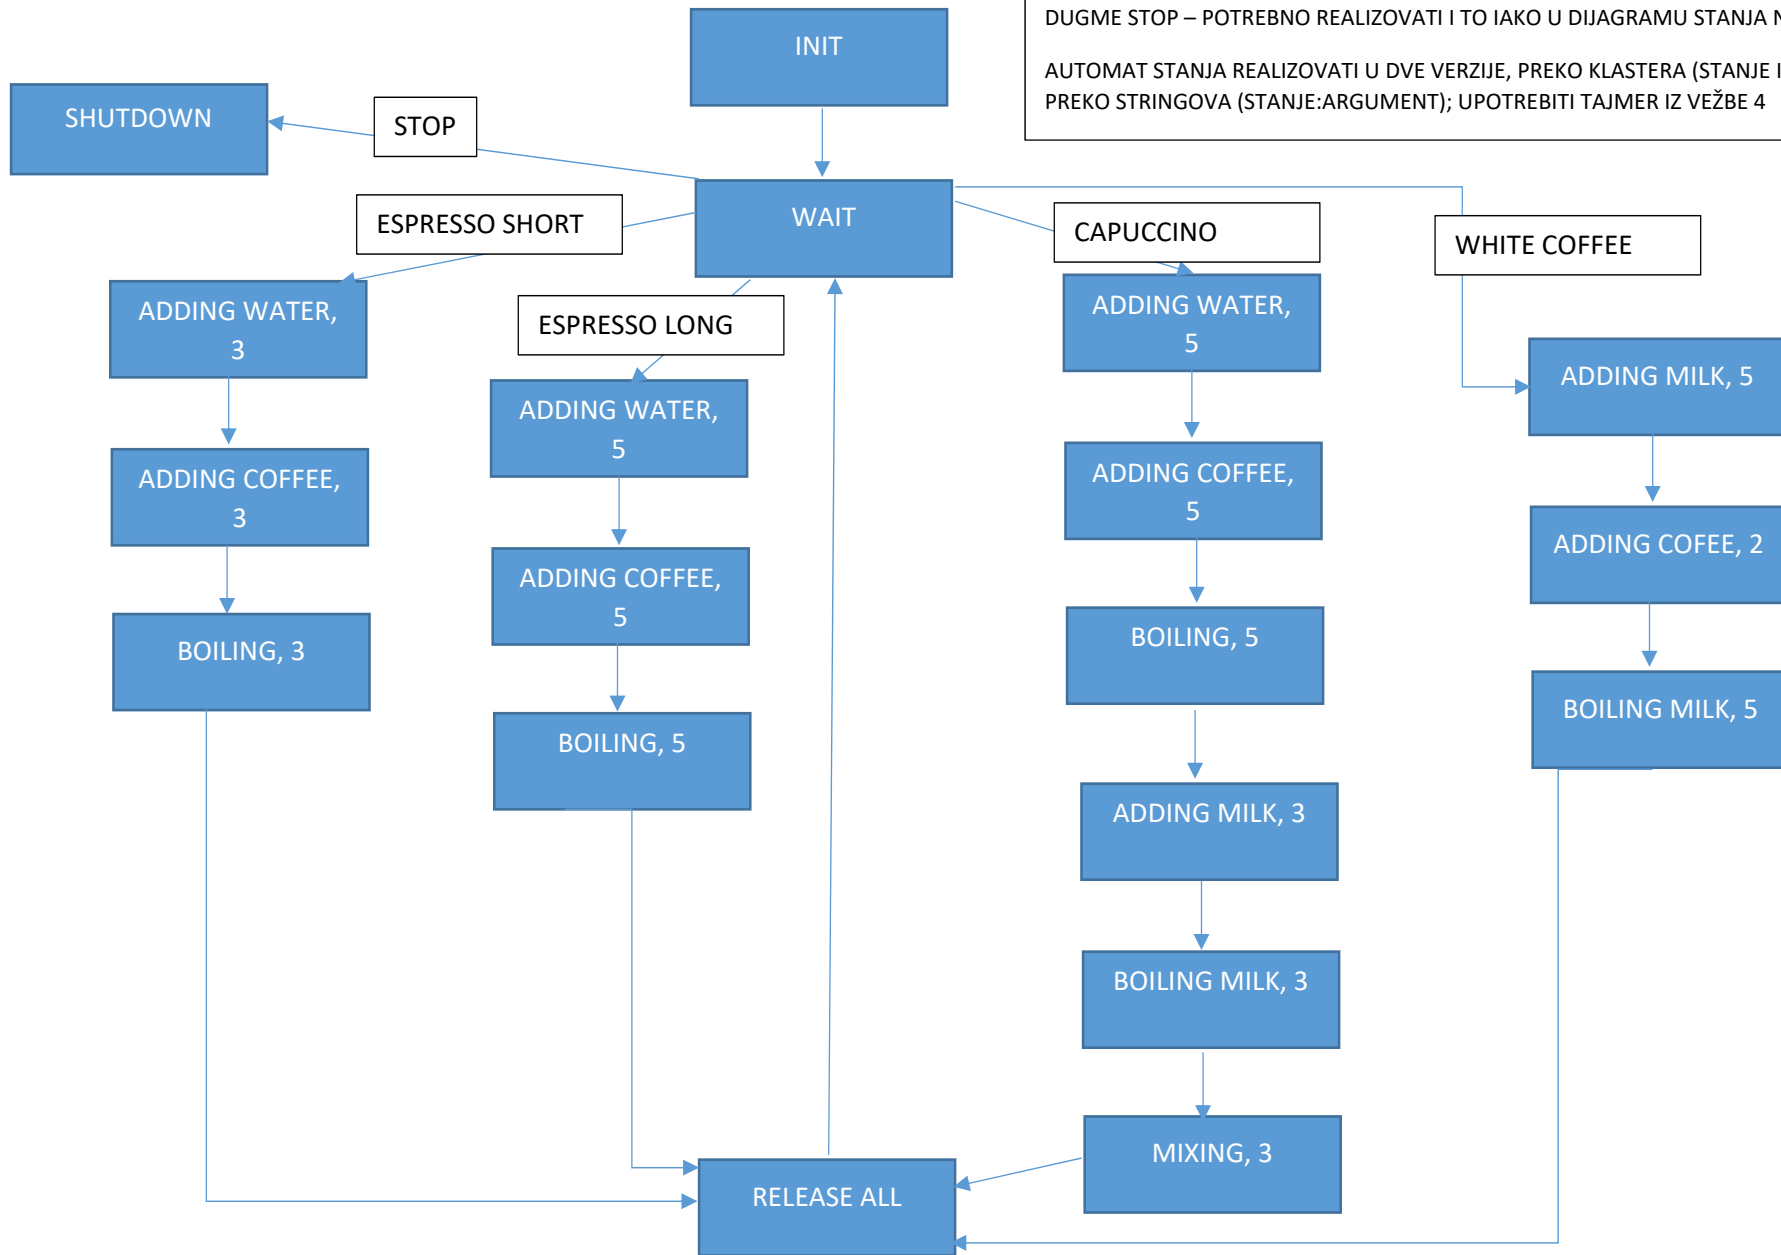 DUGME STOP – POTREBNO REALIZOVATI I TO IAKO U DIJAGRAMU STANJA
AUTOMAT STANJA REALIZOVATI U DVE VERZIJE, PREKO KLASTERA (STANJE I
PREKO STRINGOVA (STANJE:ARGUMENT); UPOTREBITI TAJMER IZ VEŽBE 4
INIT
SHUTDOWN
STOP
WAIT
ESPRESSO SHORT
CAPUCCINO
WHITE COFFEE
ESPRESSO LONG
ADDING WATER,
3
ADDING COFFEE,
3
BOILING, 3
ADDING WATER,
5
ADDING COFFEE,
5
BOILING, 5
ADDING WATER,
5
ADDING COFFEE,
5
BOILING, 5
ADDING MILK, 3
BOILING MILK, 3
MIXING, 3
ADDING MILK, 5
ADDING COFEE, 2
BOILING MILK, 5
RELEASE ALL